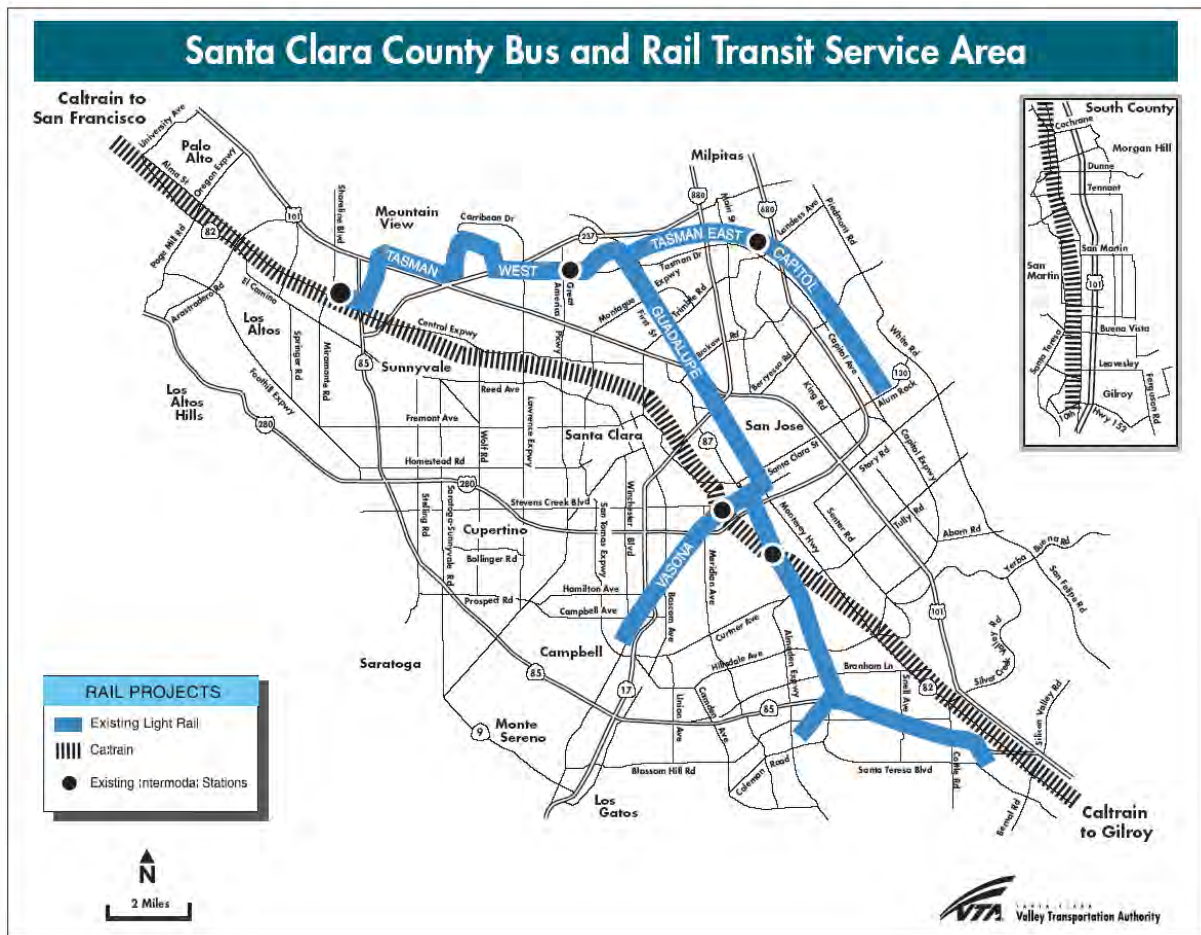 Santa Clara County Bus and Rail Transit Service Area
Caltrain to
San Francisco
University Ave
Palo
Alto
Alma St
Oregon Expwy
82
101
Page Mill Rd
Shoreline Blvd
Mountain
View
Carribean Dr
237
Milpitas
880
Main St
680
Landess Ave
Piedmont Rd
TASMAN
WEST
TASMAN EAST
CAPITOL
Tasman Dr
Great
America
Pkwy
Montague
Expwy
First St
Trimble Rd
GUADALUPE
Brokaw Rd
Berryessa Rd
Capitol Ave
White Rd
130
Alum Rock
King Rd
Arastradero Rd
El Camino
Los
Altos
Springer Rd
Miramonte Rd
85
Central Expwy
Sunnyvale
Reed Ave
Los
Altos
Hills
Foothill Expwy
280
Fremont Ave
Wolf Rd
Lawrence Expwy
Santa Clara
87
San Jose
Santa Clara St
Story Rd
Capitol Expwy
Homestead Rd
280
Stevens Creek Blvd
Stelling Rd
Saratoga-Sunnyvale Rd
Cupertino
San Tomas Expwy
Winchester Blvd
Bollinger Rd
Monterey Hwy
Senter Rd
Tully Rd
Aborn Rd
Yerba Buena Rd
San Felipe Rd
VASONA
Meridian Ave
Hamilton Ave
Prospect Rd
Campbell Ave
Bascom Ave
Curtner Ave
101
Valley Rd
Silver Creek
Campbell
Hillsdale Ave
Almaden Expwy
Branham Ln
Snell Ave
82
Silicon Valley Rd
Saratoga
85
17
Union Ave
Camden Ave
85
9
Monte
Sereno
Blossom Hill Rd
Coleman Road
Santa Teresa Blvd
Cottle Rd
Bernal Rd
Los
Gatos
Caltrain
to Gilroy
South County
Cochrane
Morgan Hill
Dunne
Tennant
San Martin
San
Martin
101
Santa Teresa
Buena Vista
Leavesley
Gilroy
Ferguson Rd
10th
Hwy 152
RAIL PROJECTS
Existing Light Rail
Caltrain
Existing Intermodal Stations
N
2 Miles
VTA
SANTA CLARA
Valley Transportation Authority